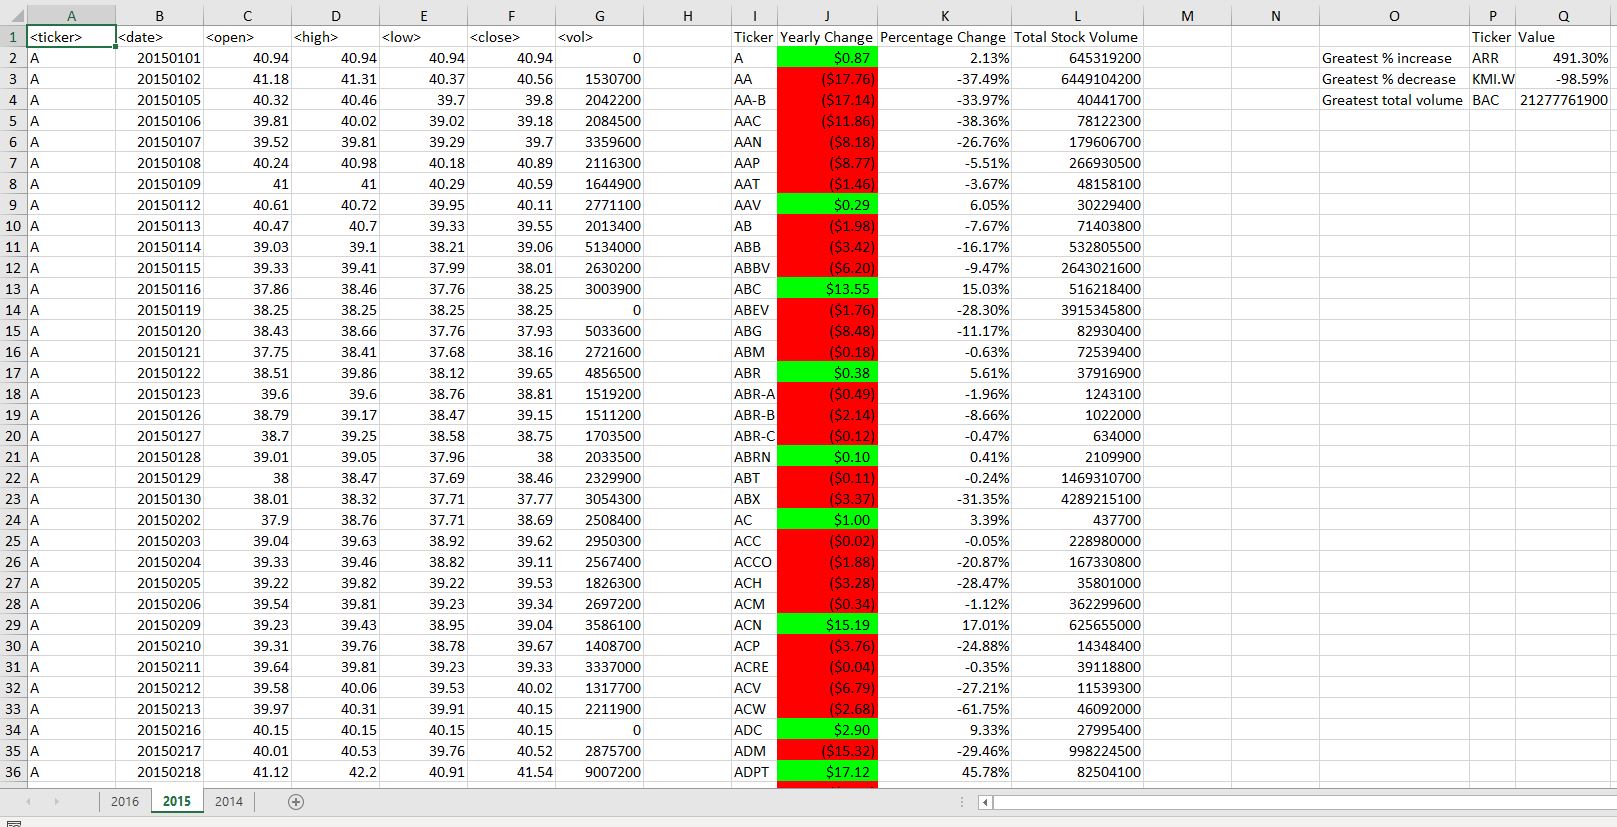 A B C D E F G H I J K L M N O P Q
1 <ticker> <date> <open> <high> <low> <close> <vol> Ticker Yearly Change Percentage Change Total Stock Volume Ticker Value
2 A 20150101 40.94 40.94 40.94 40.94 0 A $0.87 2.13% 645319200 Greatest % increase ARR 491.30%
3 A 20150102 41.18 41.31 40.37 40.56 1530700 AA ($17.76) -37.49% 6449104200 Greatest % decrease KMI.W -98.59%
4 A 20150105 40.32 40.46 39.7 39.8 2042200 AA-B ($17.14) -33.97% 40441700 Greatest total volume BAC 21277761900
5 A 20150106 39.81 40.02 39.02 39.18 2084500 AAC ($11.86) -38.36% 78122300
6 A 20150107 39.52 39.81 39.29 39.7 3359600 AAN ($8.18) -26.76% 179606700
7 A 20150108 40.24 40.98 40.18 40.89 2116300 AAP ($8.77) -5.51% 266930500
8 A 20150109 41 41 40.29 40.59 1644900 AAT ($1.46) -3.67% 48158100
9 A 20150112 40.61 40.72 39.95 40.11 2771100 AAV $0.29 6.05% 30229400
10 A 20150113 40.47 40.7 39.33 39.55 2013400 AB ($1.98) -7.67% 71403800
11 A 20150114 39.03 39.1 38.21 39.06 5134000 ABB ($3.42) -16.17% 532805500
12 A 20150115 39.33 39.41 37.99 38.01 2630200 ABBV ($6.20) -9.47% 2643021600
13 A 20150116 37.86 38.46 37.76 38.25 3003900 ABC $13.55 15.03% 516218400
14 A 20150119 38.25 38.25 38.25 38.25 0 ABEV ($1.76) -28.30% 3915345800
15 A 20150120 38.43 38.66 37.76 37.93 5033600 ABG ($8.48) -11.17% 82930400
16 A 20150121 37.75 38.41 37.68 38.16 2721600 ABM ($0.18) -0.63% 72539400
17 A 20150122 38.51 39.86 38.12 39.65 4856500 ABR $0.38 5.61% 37916900
18 A 20150123 39.6 39.6 38.76 38.81 1519200 ABR-A ($0.49) -1.96% 1243100
19 A 20150126 38.79 39.17 38.47 39.15 1511200 ABR-B ($2.14) -8.66% 1022000
20 A 20150127 38.7 39.25 38.58 38.75 1703500 ABR-C ($0.12) -0.47% 634000
21 A 20150128 39.01 39.05 37.96 38 2033500 ABRN $0.10 0.41% 2109900
22 A 20150129 38 38.47 37.69 38.46 2329900 ABT ($0.11) -0.24% 1469310700
23 A 20150130 38.01 38.32 37.71 37.77 3054300 ABX ($3.37) -31.35% 4289215100
24 A 20150202 37.9 38.76 37.71 38.69 2508400 AC $1.00 3.39% 437700
25 A 20150203 39.04 39.63 38.92 39.62 2950300 ACC ($0.02) -0.05% 228980000
26 A 20150204 39.33 39.46 38.82 39.11 2567400 ACCO ($1.88) -20.87% 167330800
27 A 20150205 39.22 39.82 39.22 39.53 1826300 ACH ($3.28) -28.47% 35801000
28 A 20150206 39.54 39.81 39.23 39.34 2697200 ACM ($0.34) -1.12% 362299600
29 A 20150209 39.23 39.43 38.95 39.04 3586100 ACN $15.19 17.01% 625655000
30 A 20150210 39.31 39.76 38.78 39.67 1408700 ACP ($3.76) -24.88% 14348400
31 A 20150211 39.64 39.81 39.23 39.33 3337000 ACRE ($0.04) -0.35% 39118800
32 A 20150212 39.58 40.06 39.53 40.02 1317700 ACV ($6.79) -27.21% 11539300
33 A 20150213 39.97 40.31 39.91 40.15 2211900 ACW ($2.68) -61.75% 46092000
34 A 20150216 40.15 40.15 40.15 40.15 0 ADC $2.90 9.33% 27995400
35 A 20150217 40.01 40.53 39.76 40.52 2875700 ADM ($15.32) -29.46% 998224500
36 A 20150218 41.12 42.2 40.91 41.54 9007200 ADPT $17.12 45.78% 82504100
2016 2015 2014